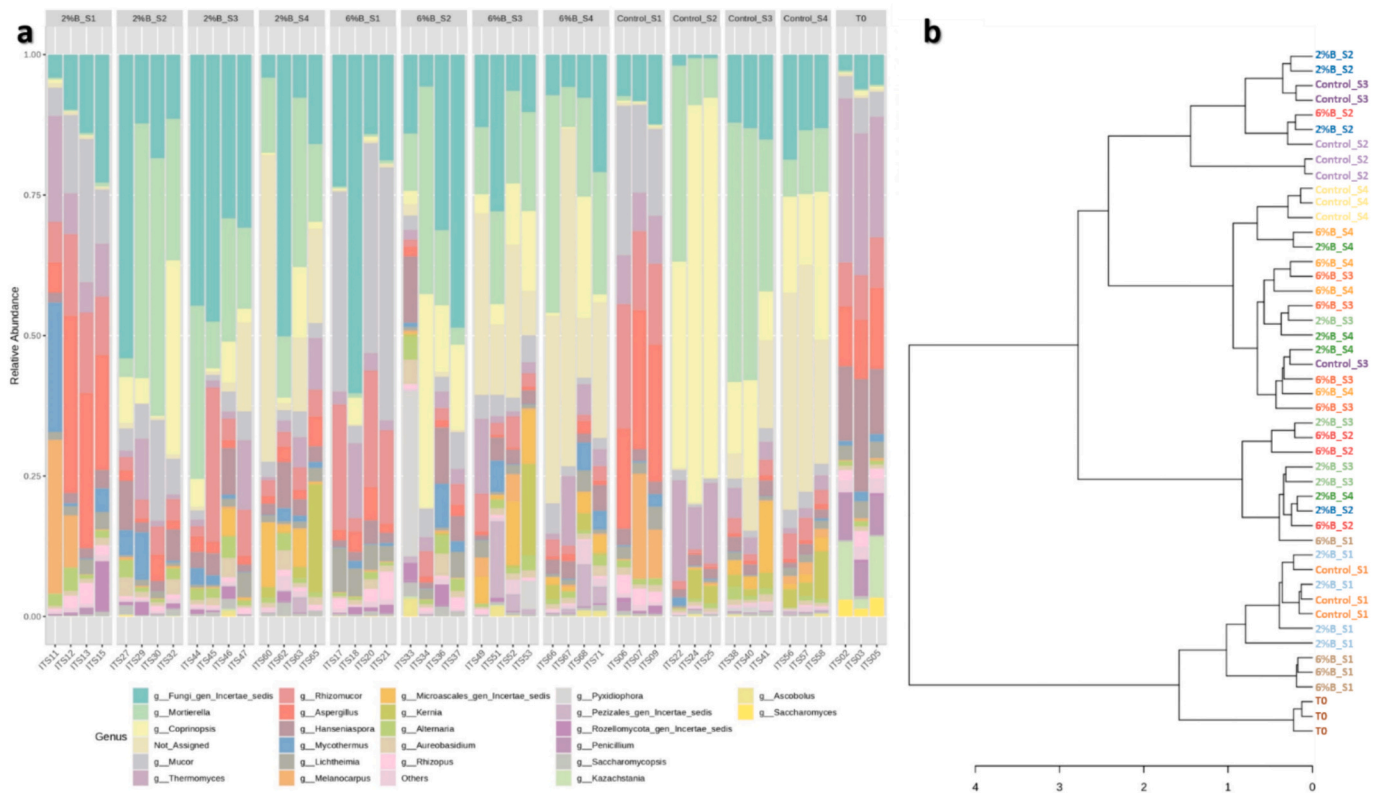 a
2%B_S1 2%B_S2 2%B_S3 2%B_S4 6%B_S1 6%B_S2 6%B_S3 6%B_S4 Control_S1 Control_S2 Control_S3 Control_S4 T0
1.00
0.75
0.50
0.25
0.00
Relative Abundance
ITS11 ITS12 ITS13 ITS15 ITS27 ITS29 ITS30 ITS32 ITS44 ITS45 ITS46 ITS47 ITS60 ITS62 ITS63 ITS65 ITS17 ITS18 ITS20 ITS21 ITS33 ITS34 ITS36 ITS37 ITS49 ITS51 ITS52 ITS53 ITS66 ITS67 ITS68 ITS71 ITS06 ITS07 ITS09 ITS22 ITS24 ITS25 ITS38 ITS40 ITS41 ITS56 ITS57 ITS58 ITS02 ITS03 ITS05
Genus
g__Fungi_gen_Incertae_sedis g__Rhizomucor g__Microascales_gen_Incertae_sedis g__Pyxidiophora g__Ascobolus
g__Mortierella g__Aspergillus g__Kernia g__Pezizales_gen_Incertae_sedis g__Saccharomyces
g__Coprinopsis g__Hanseniaspora g__Alternaria g__Rozellomycota_gen_Incertae_sedis
Not_Assigned g__Mycothermus g__Aureobasidium g__Penicillium
g__Mucor g__Lichtheimia g__Rhizopus g__Saccharomycopsis
g__Thermomyces g__Melanocarpus Others g__Kazachstania
b
2%B_S2
2%B_S2
Control_S3
Control_S3
6%B_S2
2%B_S2
Control_S2
Control_S2
Control_S2
Control_S4
Control_S4
Control_S4
6%B_S4
2%B_S4
6%B_S4
6%B_S3
6%B_S4
6%B_S3
2%B_S3
2%B_S4
2%B_S4
Control_S3
6%B_S3
6%B_S4
6%B_S3
2%B_S3
6%B_S2
6%B_S2
2%B_S3
2%B_S3
2%B_S4
2%B_S2
6%B_S2
6%B_S1
2%B_S1
Control_S1
2%B_S1
Control_S1
Control_S1
2%B_S1
2%B_S1
6%B_S1
6%B_S1
6%B_S1
T0
T0
T0
4 3 2 1 0